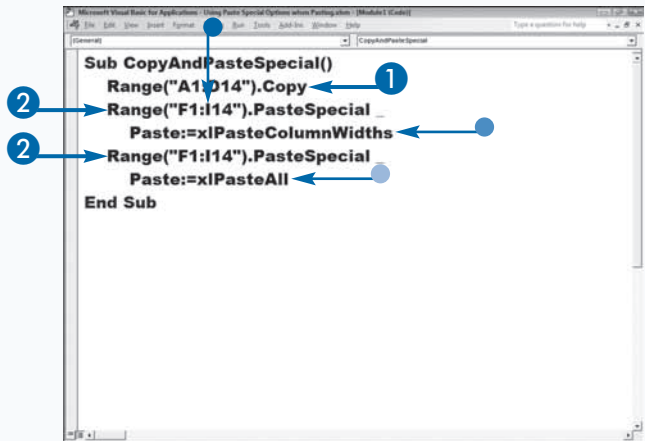 Microsoft Visual Basic for Applications - Using Paste Special Options when Pasting.xlsm - [Module1 (Code)]
File Edit View Insert Format Run Tools Add-Ins Window Help Type a question for help
(General) CopyAndPasteSpecial
Sub CopyAndPasteSpecial()
Range("A1:D14").Copy 1
2 Range("F1:I14").PasteSpecial _
Paste:=xlPasteColumnWidths
2 Range("F1:I14").PasteSpecial _
Paste:=xlPasteAll
End Sub